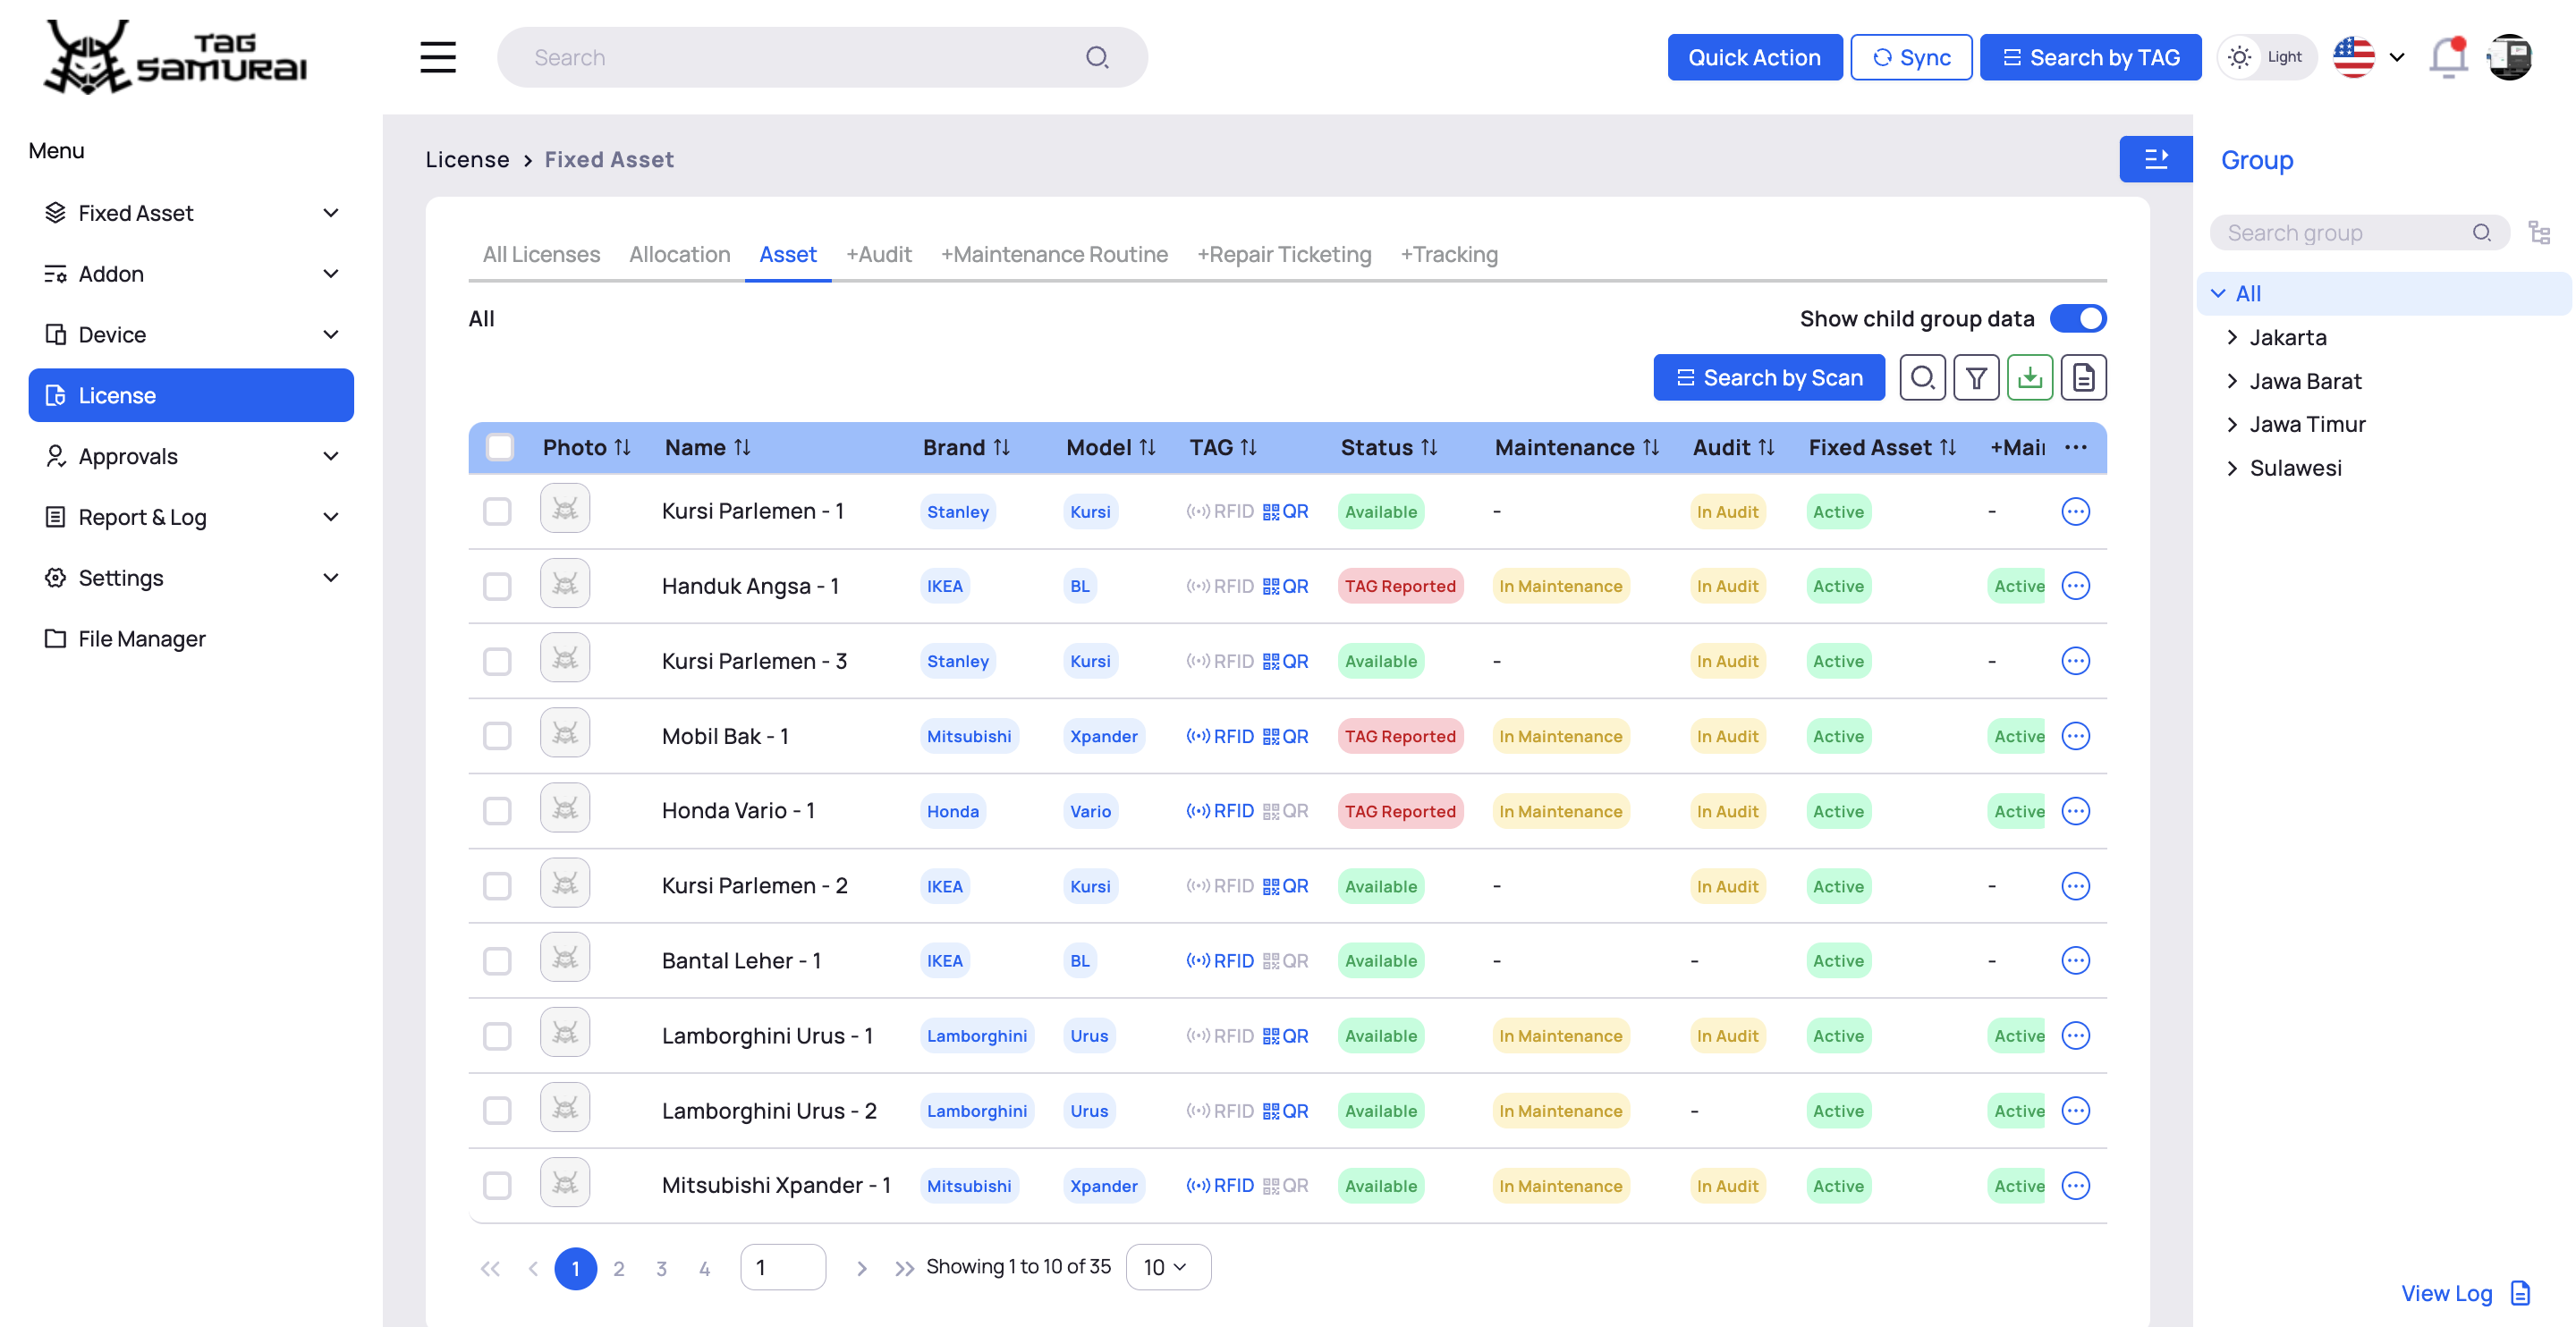 TAG SAMURAI
Search
Quick Action
Sync
Search by TAG
Light
Menu
Fixed Asset
Addon
Device
License
Approvals
Report & Log
Settings
File Manager
License > Fixed Asset
All Licenses Allocation Asset +Audit +Maintenance Routine +Repair Ticketing +Tracking
All
Show child group data
Search by Scan
Photo Name Brand Model TAG Status Maintenance Audit Fixed Asset +Mai ...
Kursi Parlemen - 1 Stanley Kursi RFID QR Available - In Audit Active -
Handuk Angsa - 1 IKEA BL RFID QR TAG Reported In Maintenance In Audit Active Active
Kursi Parlemen - 3 Stanley Kursi RFID QR Available - In Audit Active -
Mobil Bak - 1 Mitsubishi Xpander RFID QR TAG Reported In Maintenance In Audit Active Active
Honda Vario - 1 Honda Vario RFID QR TAG Reported In Maintenance In Audit Active Active
Kursi Parlemen - 2 IKEA Kursi RFID QR Available - In Audit Active -
Bantal Leher - 1 IKEA BL RFID QR Available - - Active -
Lamborghini Urus - 1 Lamborghini Urus RFID QR Available In Maintenance In Audit Active Active
Lamborghini Urus - 2 Lamborghini Urus RFID QR Available In Maintenance - Active Active
Mitsubishi Xpander - 1 Mitsubishi Xpander RFID QR Available In Maintenance In Audit Active Active
1 2 3 4 1 Showing 1 to 10 of 35 10
Group
Search group
All
Jakarta
Jawa Barat
Jawa Timur
Sulawesi
View Log